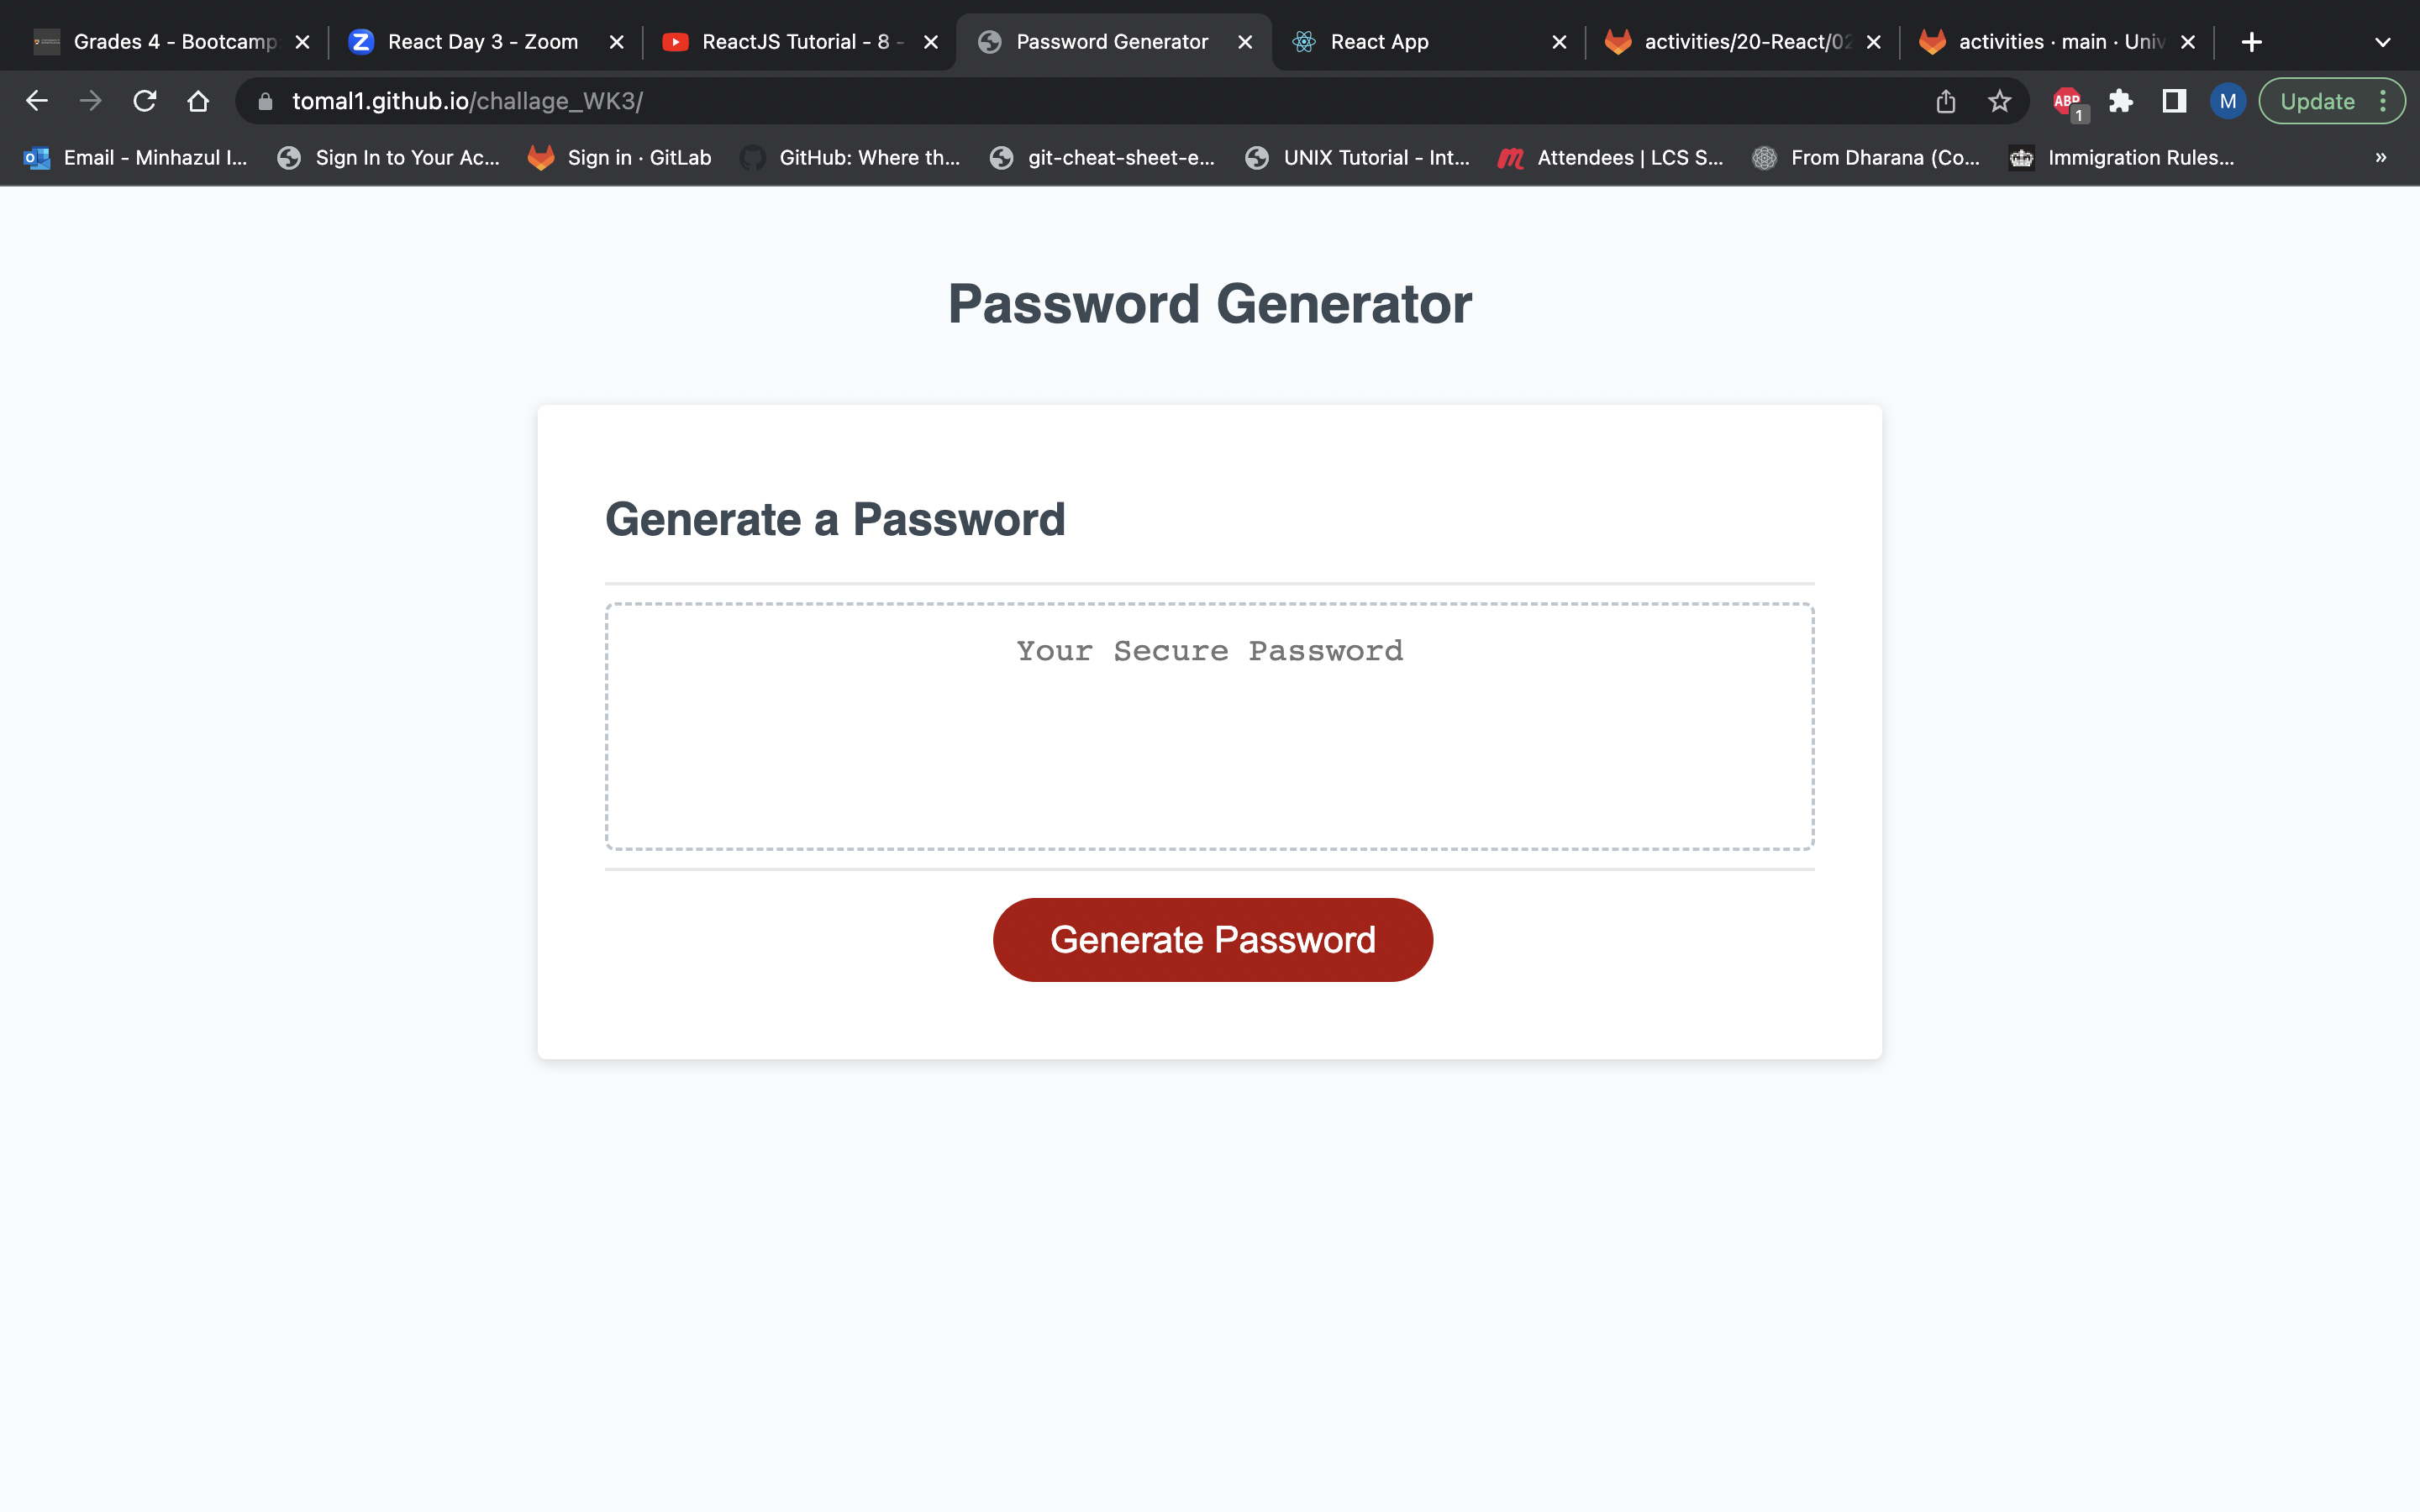 Grades 4 - Bootcamp
React Day 3 - Zoom
ReactJS Tutorial - 8 -
Password Generator
React App
activities/20-React/02
activities · main · Univ
tomal1.github.io/challage_WK3/
ABP
1
M
Update
Email - Minhazul I...
Sign In to Your Ac...
Sign in · GitLab
GitHub: Where th...
git-cheat-sheet-e...
UNIX Tutorial - Int...
Attendees | LCS S...
From Dharana (Co...
Immigration Rules...
»
Password Generator
Generate a Password
Your Secure Password
Generate Password